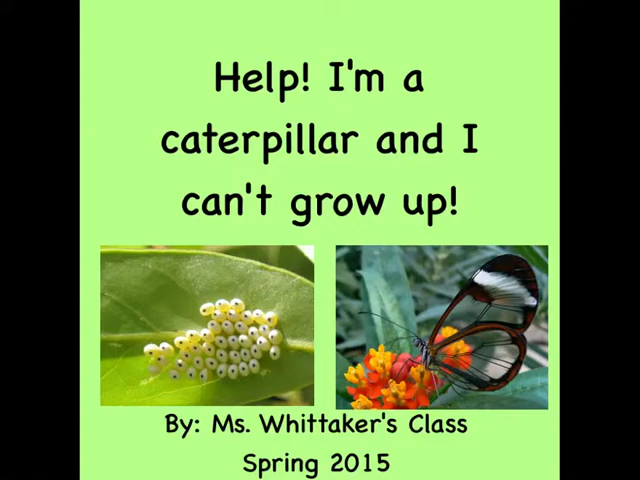 Help! I'm a
caterpillar and I
can't grow up!
By: Ms. Whittaker's Class
Spring 2015